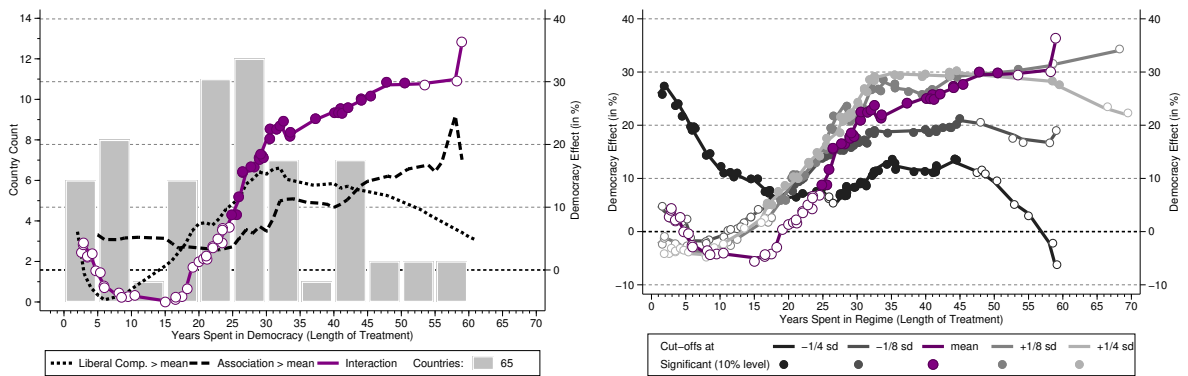 14
12
10
8
6
4
2
0
Country Count
40
30
20
10
0
Democracy Effect (in %)
0 5 10 15 20 25 30 35 40 45 50 55 60 70
Years Spent in Democracy (Length of Treatment)
Liberal Comp. > mean Association > mean Interaction Countries: 65
40
30
20
10
0
−10
Democracy Effect (in %)
40
30
20
10
0
−10
Democracy Effect (in %)
0 5 10 15 20 25 30 35 40 45 50 55 60 65 70
Years Spent in Regime (Length of Treatment)
Cut−offs at −1/4 sd −1/8 sd mean +1/8 sd +1/4 sd
Significant (10% level)